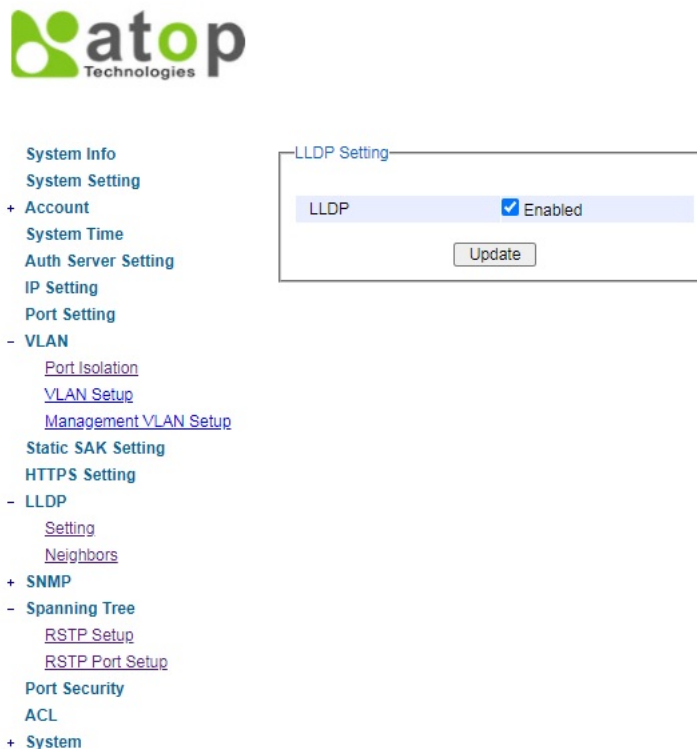 atop
Technologies
System Info
System Setting
+ Account
System Time
Auth Server Setting
IP Setting
Port Setting
- VLAN
Port Isolation
VLAN Setup
Management VLAN Setup
Static SAK Setting
HTTPS Setting
- LLDP
Setting
Neighbors
+ SNMP
- Spanning Tree
RSTP Setup
RSTP Port Setup
Port Security
ACL
+ System
LLDP Setting
LLDP Enabled
Update